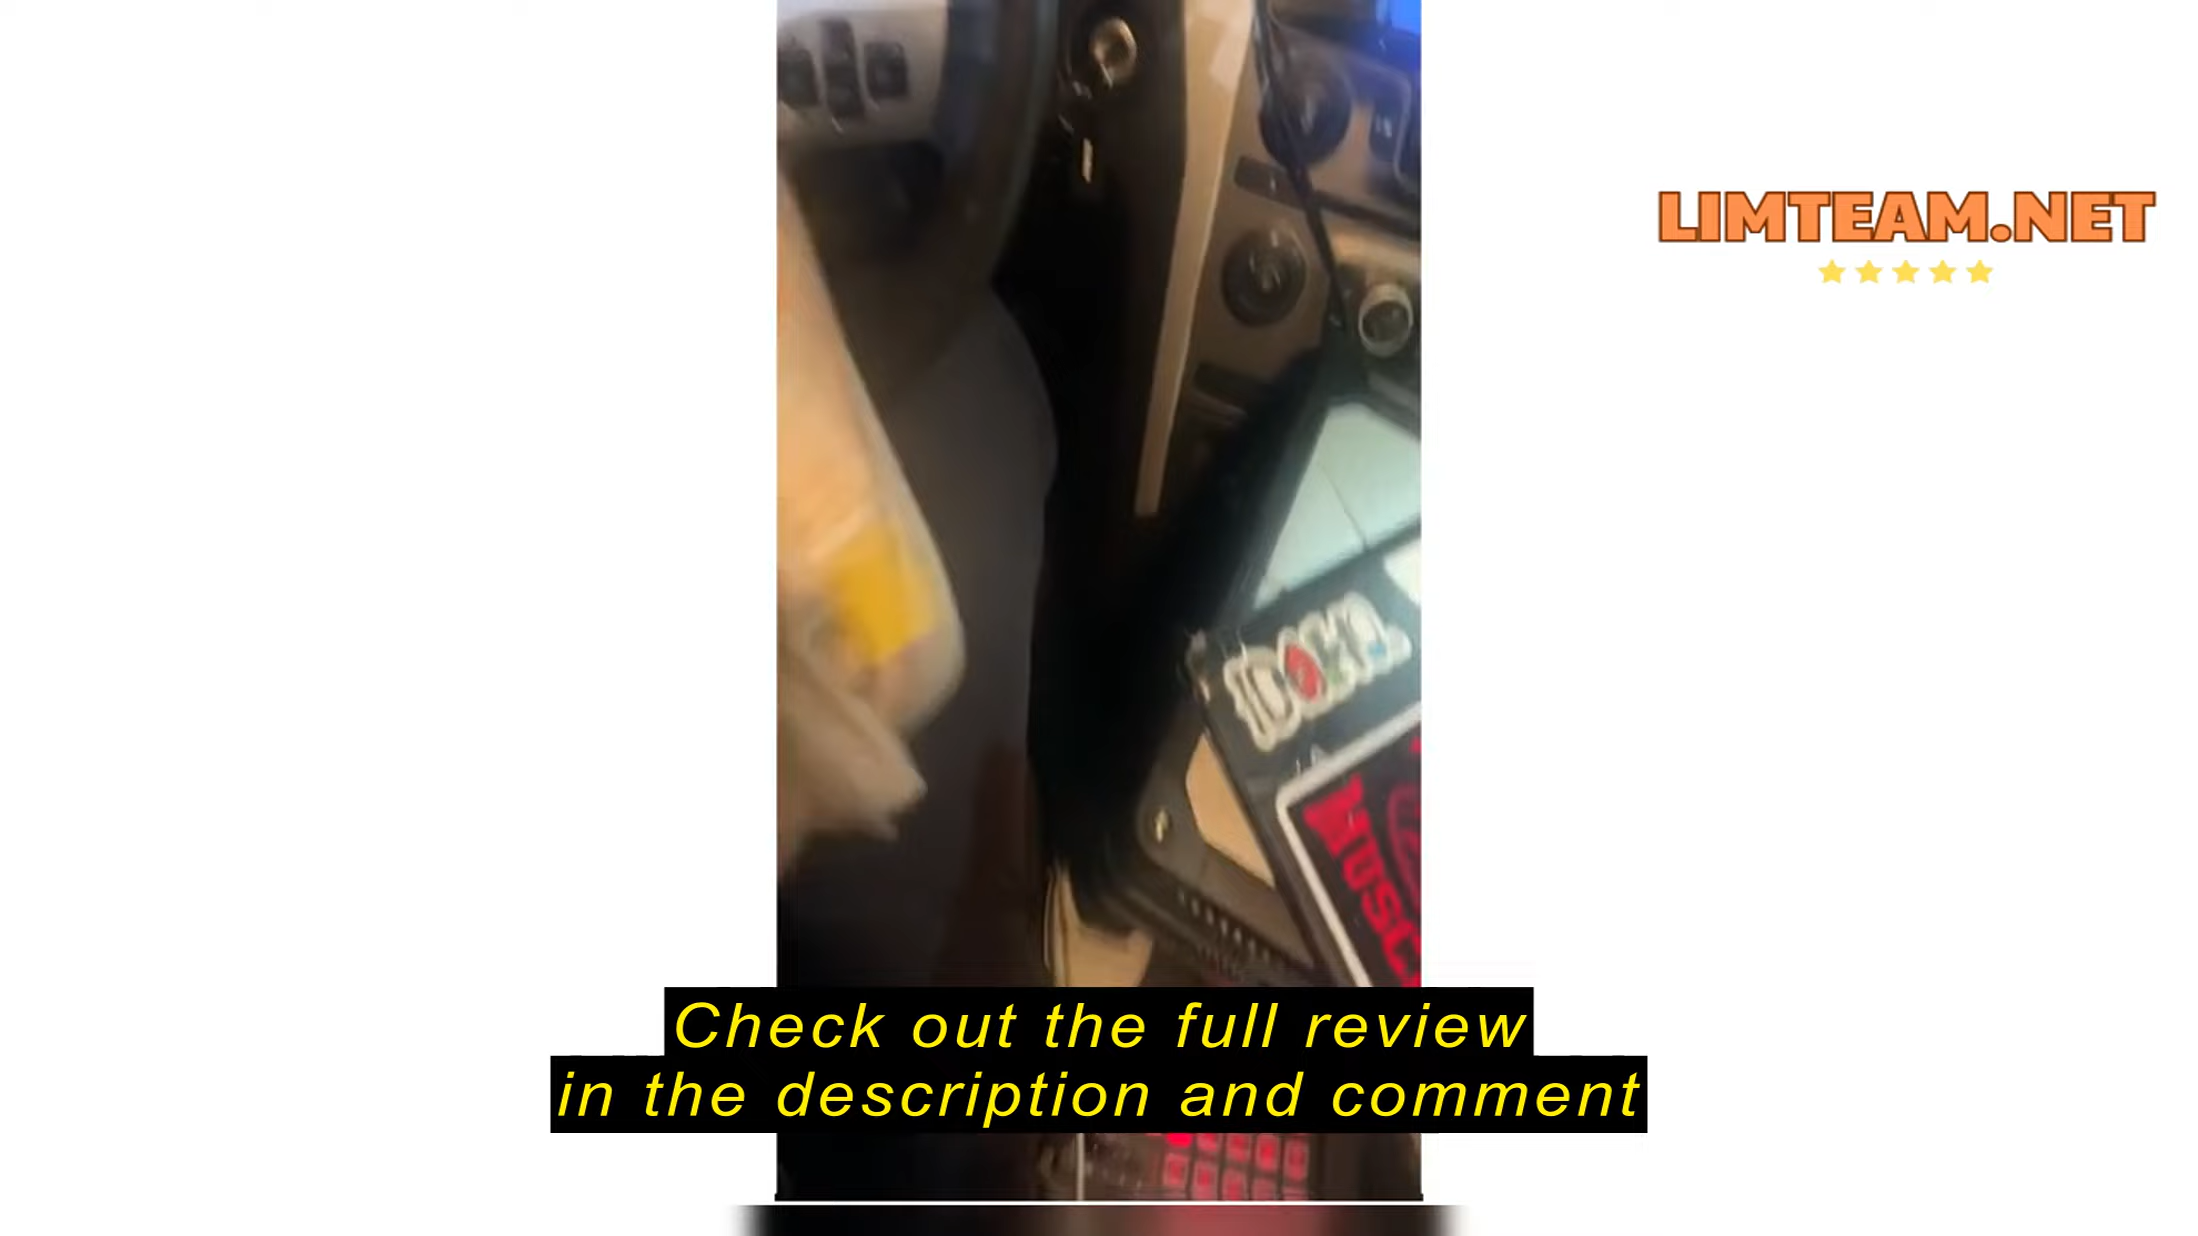 LIMTEAM.NET
Check out the full review
in the description and comment